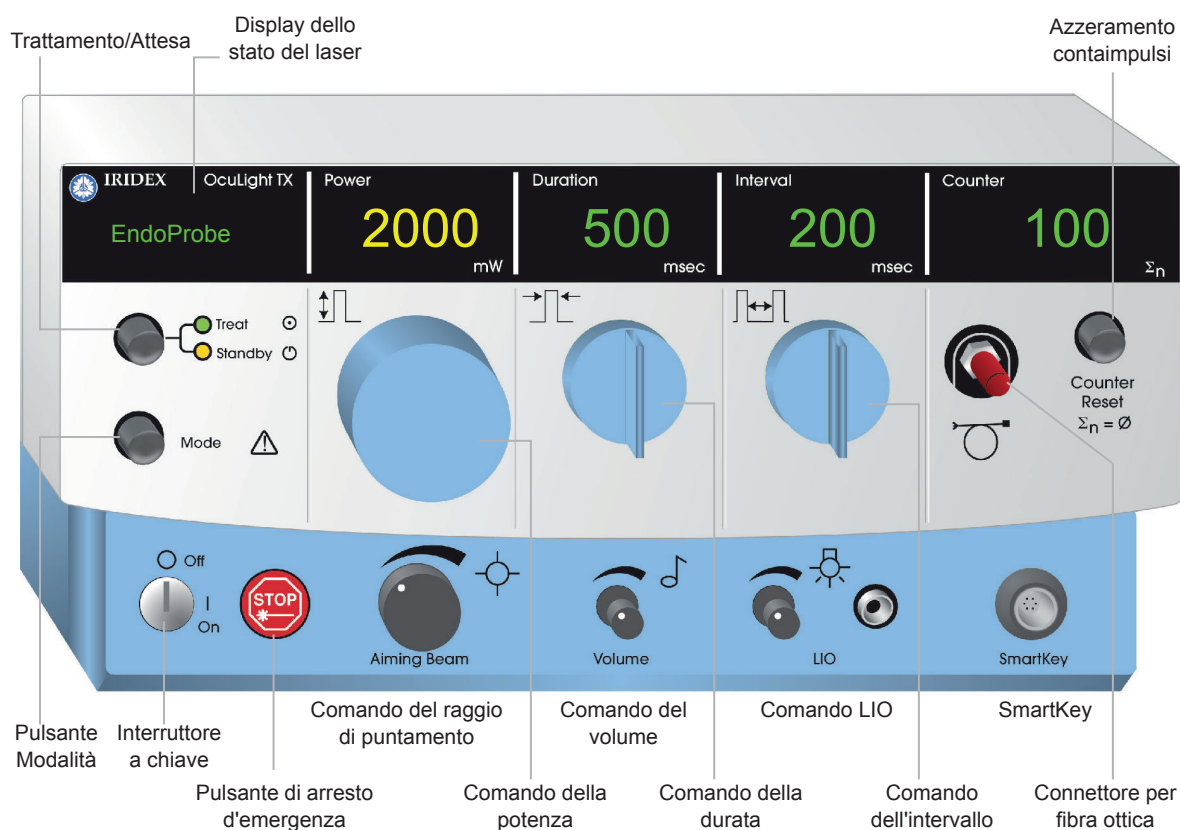 Trattamento/Attesa
Display dello
stato del laser
Azzeramento
contaimpulsi
IRIDEX OcuLight TX
EndoProbe
Power
2000
mW
Duration
500
msec
Interval
200
msec
Counter
100
Σn
Treat
Standby
Mode
Counter
Reset
Σn = Ø
Off
I
On
STOP
Aiming Beam
Volume
LIO
SmartKey
Pulsante
Modalità
Interruttore
a chiave
Comando del raggio
di puntamento
Comando del
volume
Comando LIO
SmartKey
Pulsante di arresto
d'emergenza
Comando della
potenza
Comando della
durata
Comando
dell'intervallo
Connettore per
fibra ottica